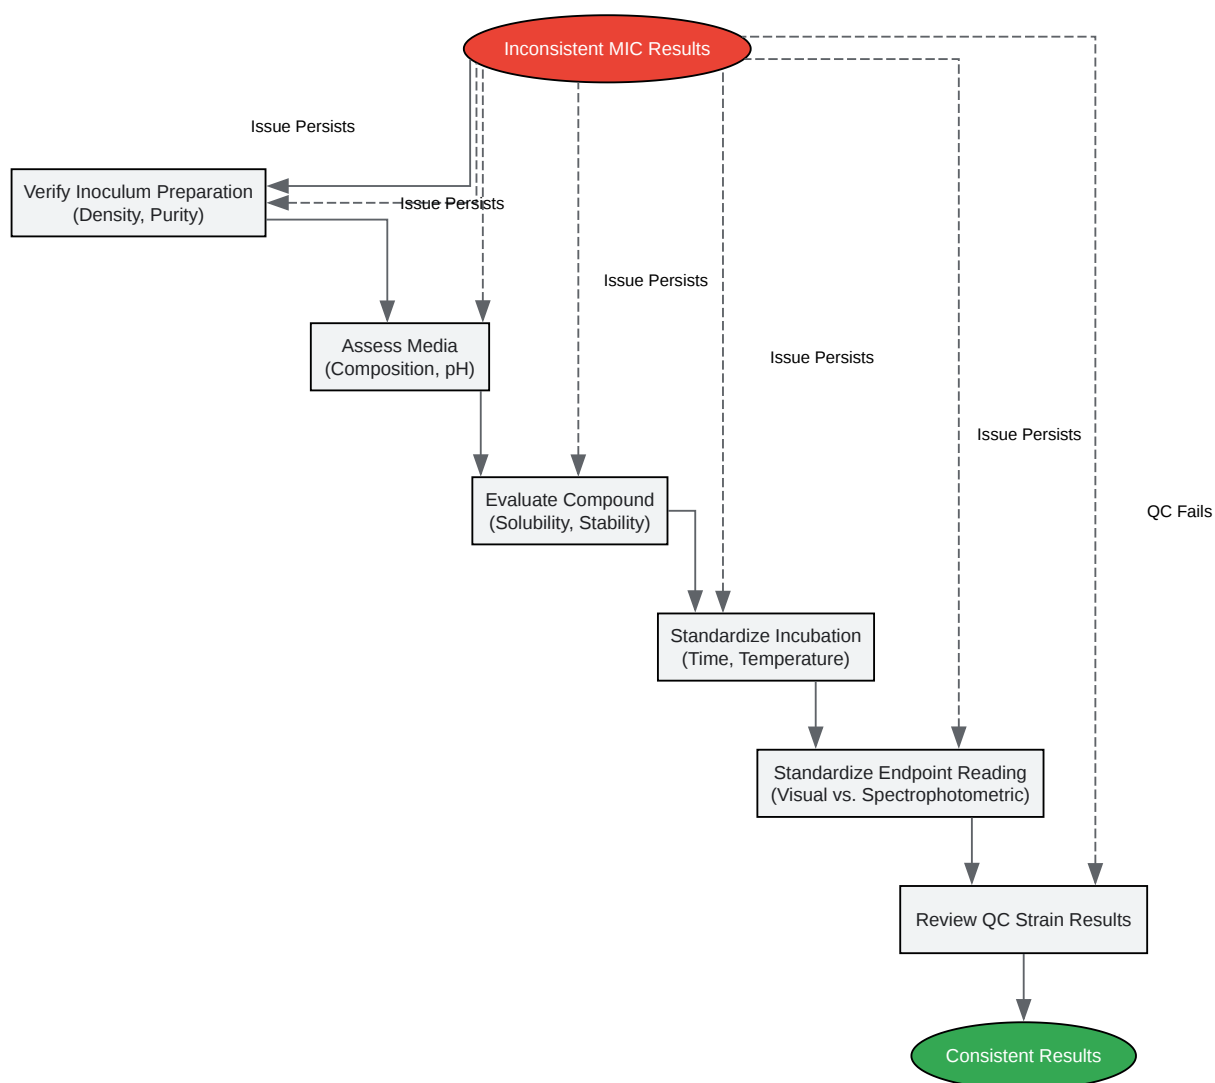 Inconsistent MIC Results
Issue Persists
Verify Inoculum Preparation
(Density, Purity)
Issue Persists
Issue Persists
Assess Media
(Composition, pH)
Issue Persists
Issue Persists
Evaluate Compound
(Solubility, Stability)
QC Fails
Standardize Incubation
(Time, Temperature)
Standardize Endpoint Reading
(Visual vs. Spectrophotometric)
Review QC Strain Results
Consistent Results